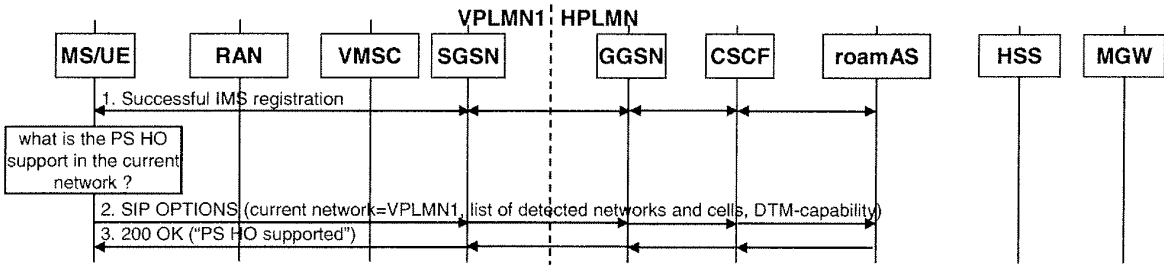 VPLMN1 HPLMN
MS/UE RAN VMSC SGSN GGSN CSCF roamAS HSS MGW
1. Successful IMS registration
what is the PS HO
support in the current
network ?
2. SIP OPTIONS (current network=VPLMN1, list of detected networks and cells, DTM-capability)
3. 200 OK (“PS HO supported”)